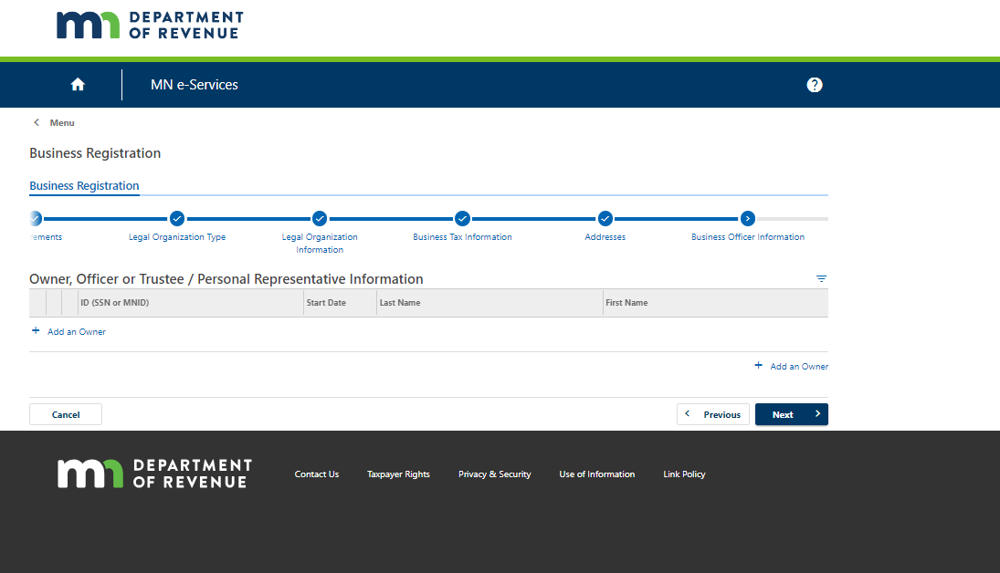 mn DEPARTMENT
OF REVENUE
MN e-Services
?
Menu
Business Registration
Business Registration
ements
Legal Organization Type
Legal Organization
Information
Business Tax Information
Addresses
Business Officer Information
Owner, Officer or Trustee / Personal Representative Information
ID (SSN or MNID) Start Date Last Name First Name
+ Add an Owner
+ Add an Owner
Cancel
Previous
Next
mn DEPARTMENT
OF REVENUE
Contact Us
Taxpayer Rights
Privacy & Security
Use of Information
Link Policy